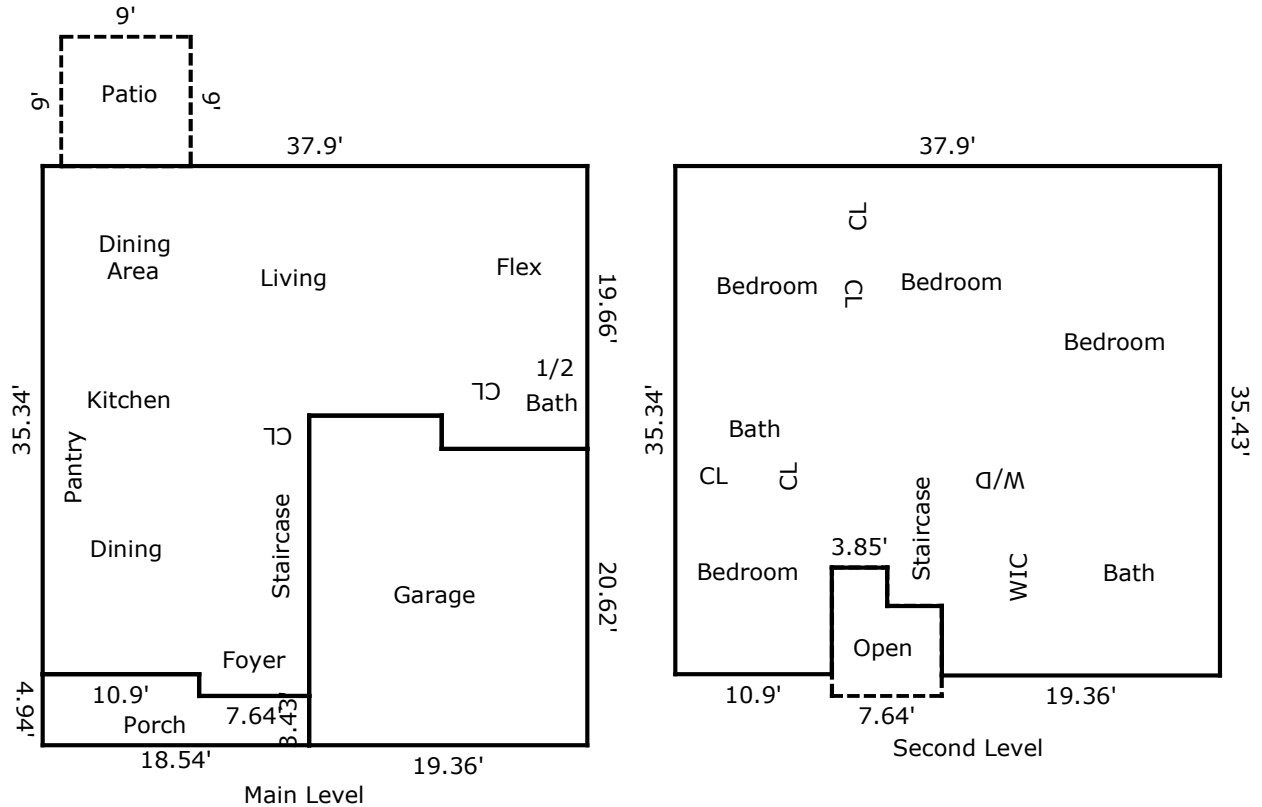 9'
9'
Patio
9'
37.9'
37.9'
Dining
Area
Living
Flex
19.66'
CL
Bedroom
CL
Bedroom
Bedroom
35.34'
Kitchen
CL
1/2
Bath
CL
Pantry
Dining
Staircase
Garage
20.62'
Foyer
4.94'
10.9'
Porch
7.64'
3.43'
18.54'
19.36'
Main Level
35.34'
Bath
CL
CL
W/D
35.43'
3.85'
Staircase
Bedroom
WIC
Bath
Open
10.9'
7.64'
19.36'
Second Level